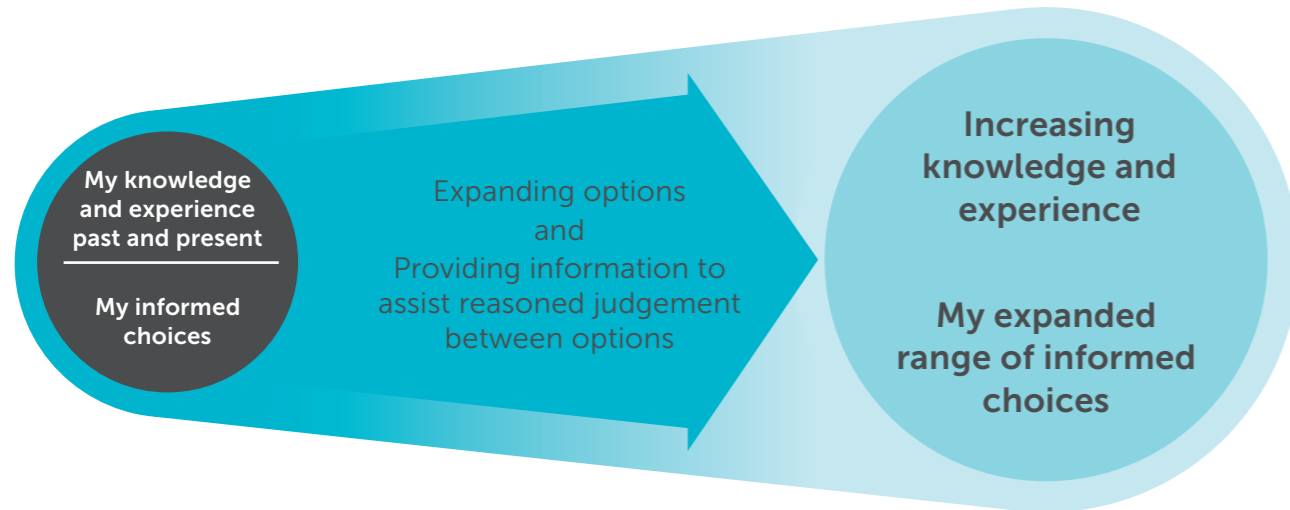 My knowledge
and experience
past and present
My informed
choices
Expanding options
and
Providing information to
assist reasoned judgement
between options
Increasing
knowledge and
experience
My expanded
range of informed
choices